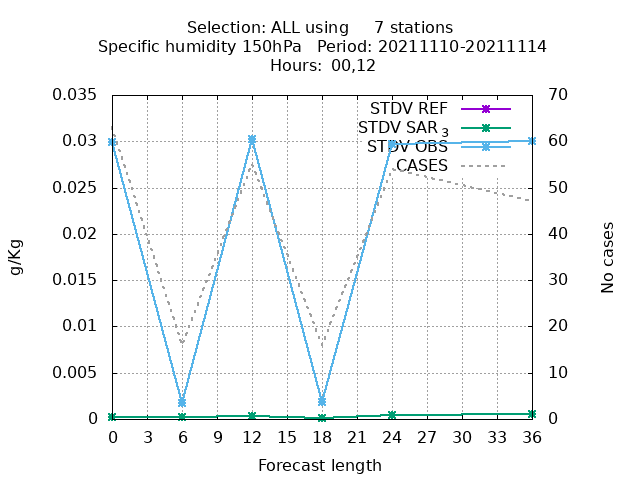 Selection: ALL using     7 stations
Specific humidity 150hPa   Period: 20211110-20211114
Hours: 00,12
0.035
0.03
0.025
0.02
0.015
0.01
0.005
0
g/Kg
STDV REF
STDV SAR3
STDV OBS
CASES
70
60
50
40
30
20
10
0
No cases
0 3 6 9 12 15 18 21 24 27 30 33 36
Forecast length